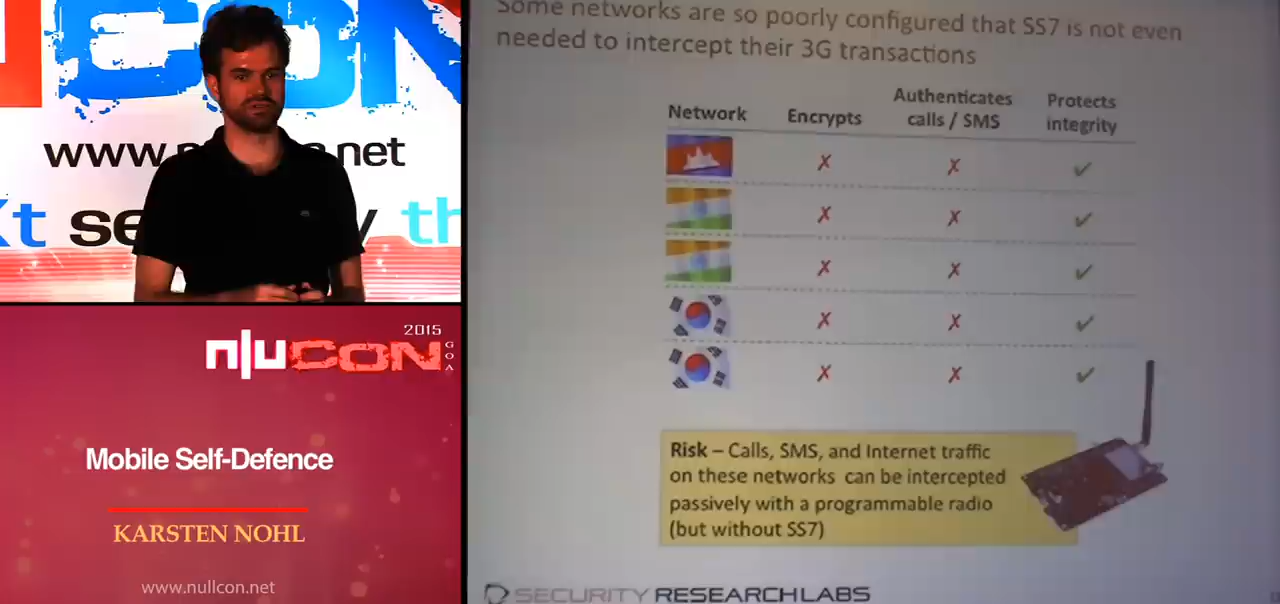 www.nullcon.net
n|uCON
2015
GOA
Mobile Self-Defence
KARSTEN NOHL
www.nullcon.net
Some networks are so poorly configured that SS7 is not even
needed to intercept their 3G transactions
Network
Encrypts
Authenticates
calls / SMS
Protects
integrity
✗ ✗ ✓
✗ ✗ ✓
✗ ✗ ✓
✗ ✗ ✓
✗ ✗ ✓
Risk – Calls, SMS, and Internet traffic
on these networks can be intercepted
passively with a programmable radio
(but without SS7)
SECURITY RESEARCH LABS